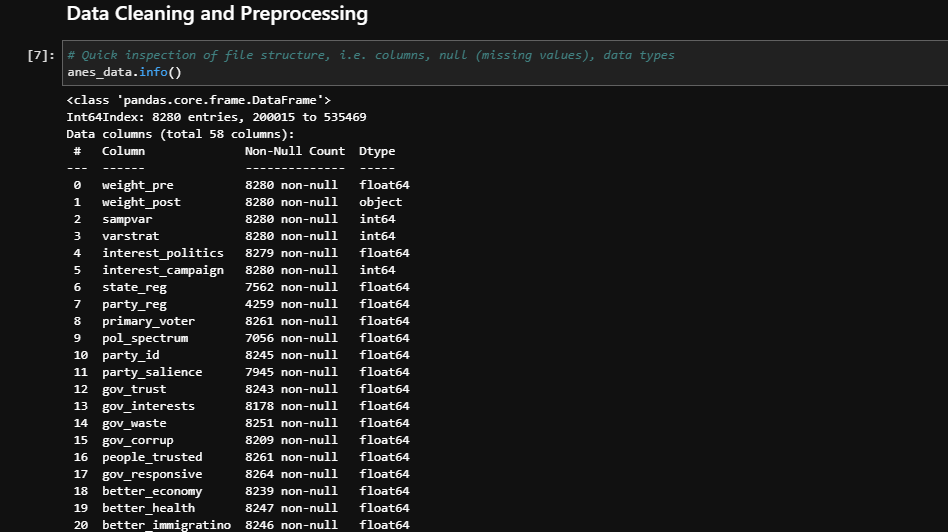 Data Cleaning and Preprocessing
[7]: # Quick inspection of file structure, i.e. columns, null (missing values), data types
anes_data.info()
<class 'pandas.core.frame.DataFrame'>
Int64Index: 8280 entries, 200015 to 535469
Data columns (total 58 columns):
 #   Column             Non-Null Count  Dtype
---  ------             --------------  -----
 0   weight_pre         8280 non-null   float64
 1   weight_post        8280 non-null   object
 2   sampvar            8280 non-null   int64
 3   varstrat           8280 non-null   int64
 4   interest_politics  8279 non-null   float64
 5   interest_campaign  8280 non-null   int64
 6   state_reg          7562 non-null   float64
 7   party_reg          4259 non-null   float64
 8   primary_voter      8261 non-null   float64
 9   pol_spectrum       7056 non-null   float64
 10  party_id           8245 non-null   float64
 11  party_salience     7945 non-null   float64
 12  gov_trust          8243 non-null   float64
 13  gov_interests      8178 non-null   float64
 14  gov_waste          8251 non-null   float64
 15  gov_corrup         8209 non-null   float64
 16  people_trusted     8261 non-null   float64
 17  gov_responsive     8264 non-null   float64
 18  better_economy     8239 non-null   float64
 19  better_health      8247 non-null   float64
 20  better_immigratino  8246 non-null   float64